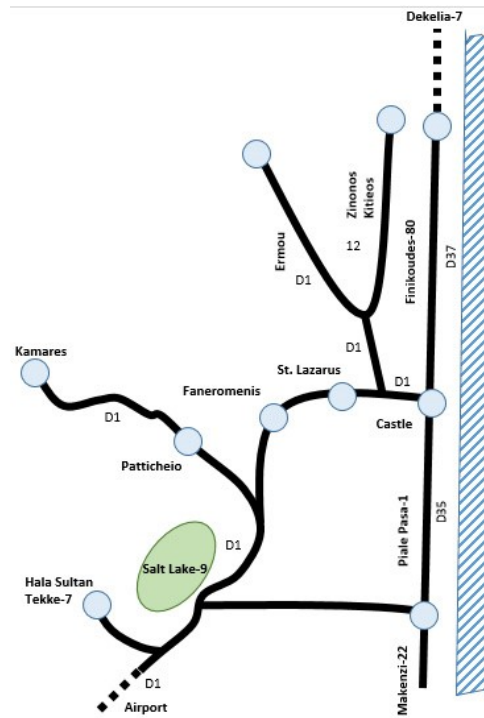 Dekelia-7
Zinonos
Kitieos
12
Ermou
D1
Finikoudes-80
D37
D1
St. Lazarus
D1
Kamares
Faneromenis
D1
Castle
Patticheio
Piale Pasa-1
D35
D1
Salt Lake-9
Hala Sultan
Tekke-7
Makenzi-22
D1
Airport